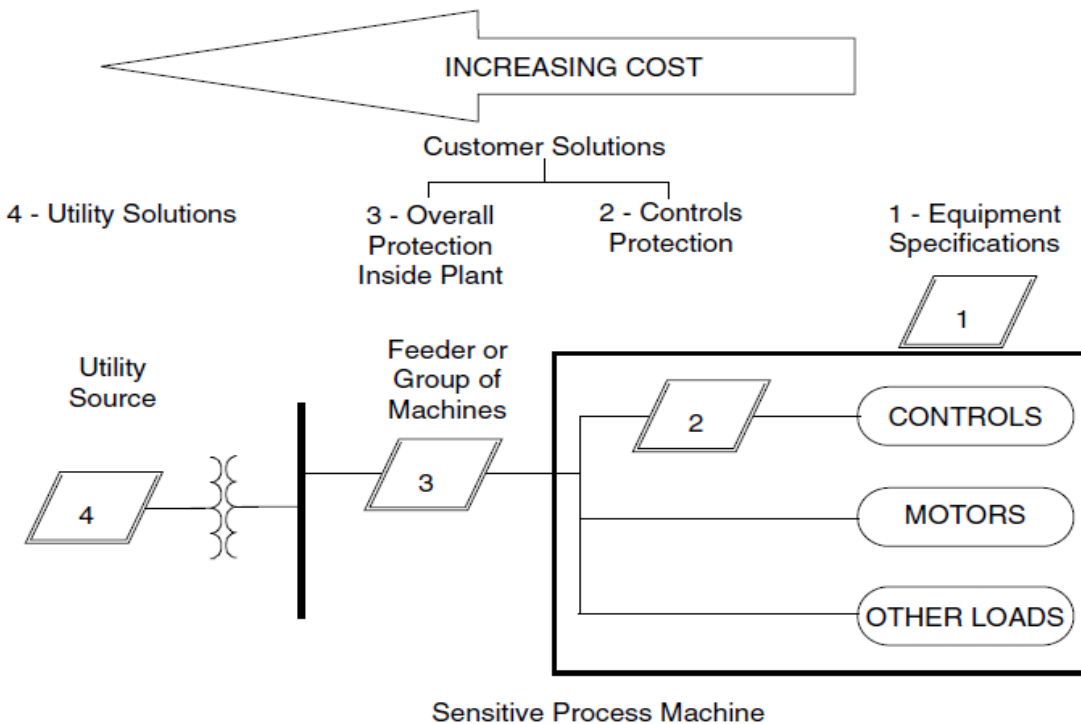 INCREASING COST
Customer Solutions
4 - Utility Solutions
3 - Overall
Protection
Inside Plant
2 - Controls
Protection
1 - Equipment
Specifications
1
Utility
Source
Feeder or
Group of
Machines
2
CONTROLS
3
4
MOTORS
OTHER LOADS
Sensitive Process Machine